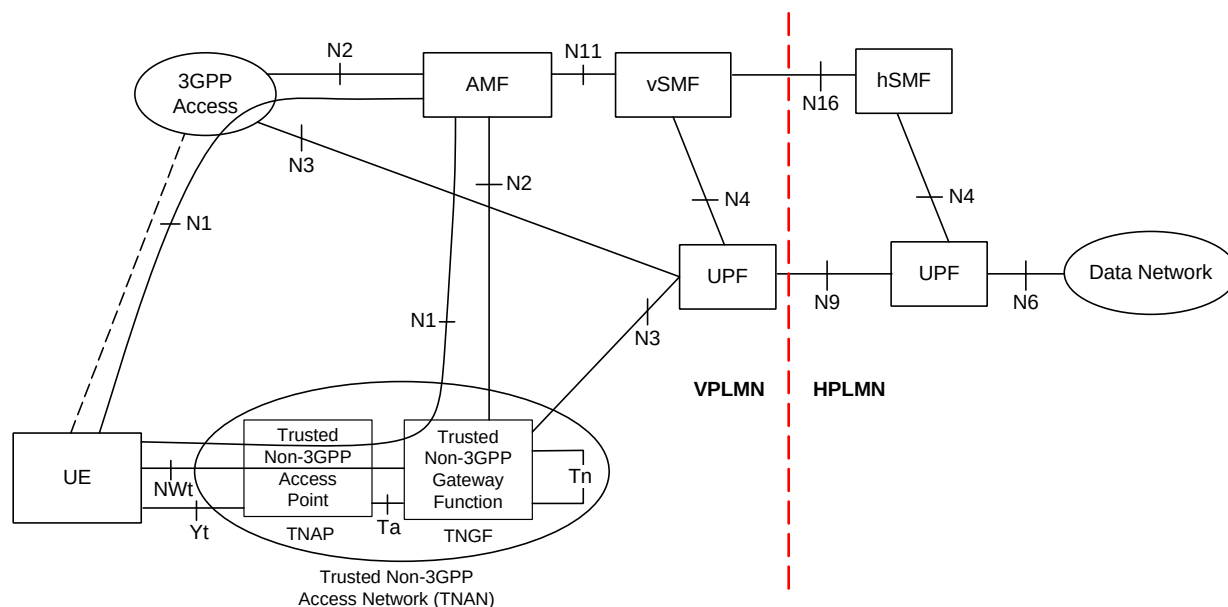 N2
N11
3GPP
Access
AMF
vSMF
hSMF
N16
N3
N2
N1
N4
N4
UPF
UPF
Data Network
N9
N6
N1
N3
VPLMN
HPLMN
UE
Trusted
Non-3GPP
Access
Point
Trusted
Non-3GPP
Gateway
Function
Tn
NWt
Yt
Ta
TNAP
TNGF
Trusted Non-3GPP
Access Network (TNAN)